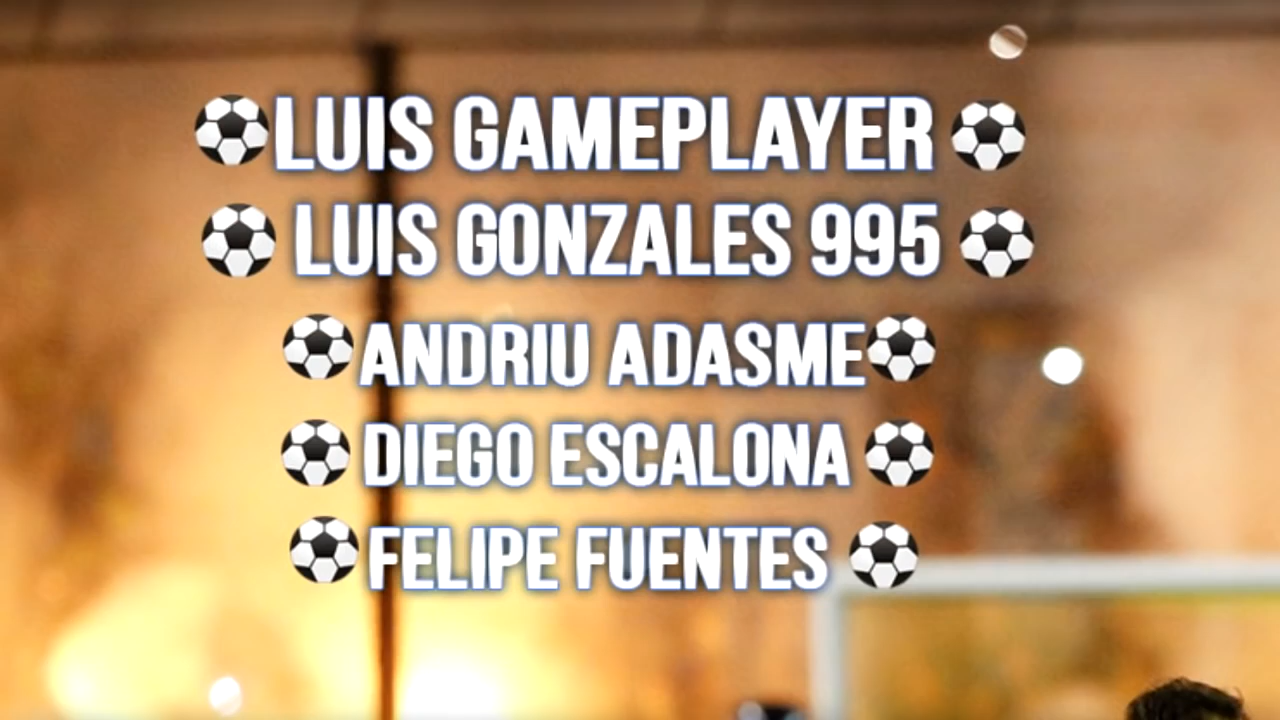 LUIS GAMEPLAYER
LUIS GONZALES 995
ANDRIU ADASME
DIEGO ESCALONA
FELIPE FUENTES